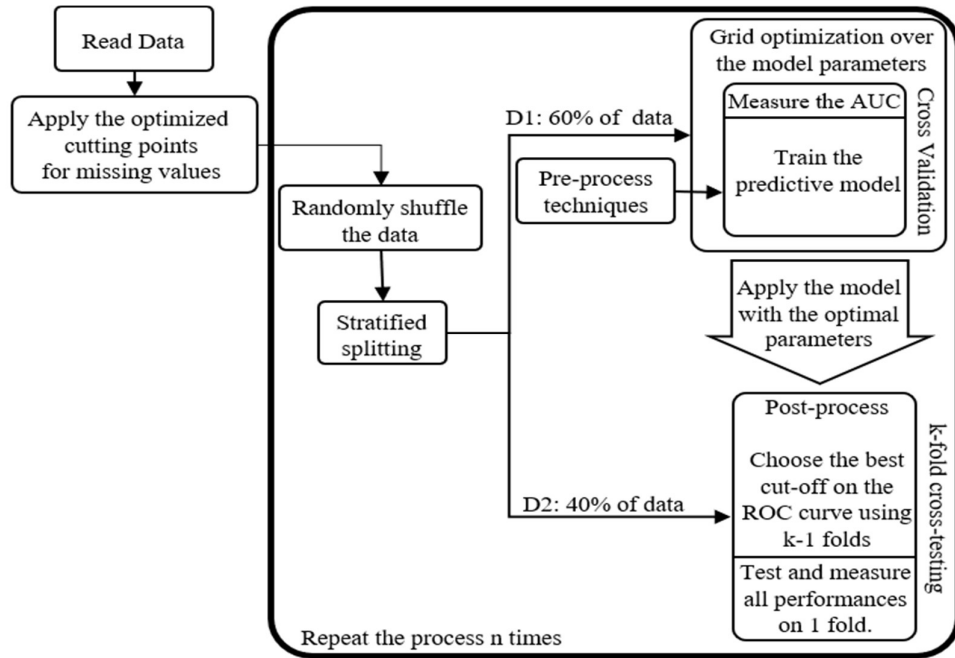 Read Data
Apply the optimized
cutting points
for missing values
Randomly shuffle
the data
Stratified
splitting
D1: 60% of data
Pre-process
techniques
Grid optimization over
the model parameters
Measure the AUC
Train the
predictive model
Cross Validation
Apply the model
with the optimal
parameters
D2: 40% of data
Post-process
Choose the best
cut-off on the
ROC curve using
k-1 folds
Test and measure
all performances
on 1 fold.
k-fold cross-testing
Repeat the process n times